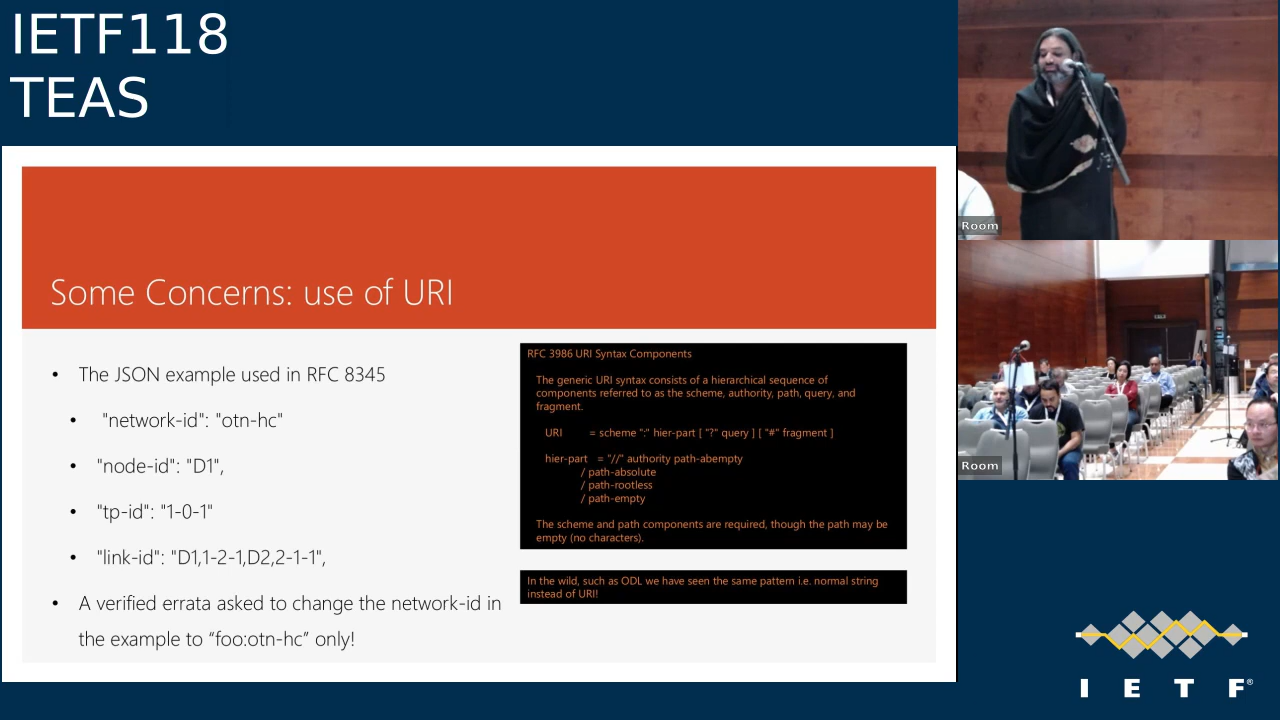 IETF118
TEAS
Some Concerns: use of URI
• The JSON example used in RFC 8345
• "network-id": "otn-hc"
• "node-id": "D1",
• "tp-id": "1-0-1"
• "link-id": "D1,1-2-1,D2,2-1-1",
• A verified errata asked to change the network-id in
the example to “foo:otn-hc” only!
RFC 3986 URI Syntax Components
The generic URI syntax consists of a hierarchical sequence of
components referred to as the scheme, authority, path, query, and
fragment.
URI = scheme ":" hier-part [ "?" query ] [ "#" fragment ]
hier-part = "//" authority path-abempty
/ path-absolute
/ path-rootless
/ path-empty
The scheme and path components are required, though the path may be
empty (no characters).
In the wild, such as ODL we have seen the same pattern i.e. normal string
instead of URI!
Room
Room
I E T F®